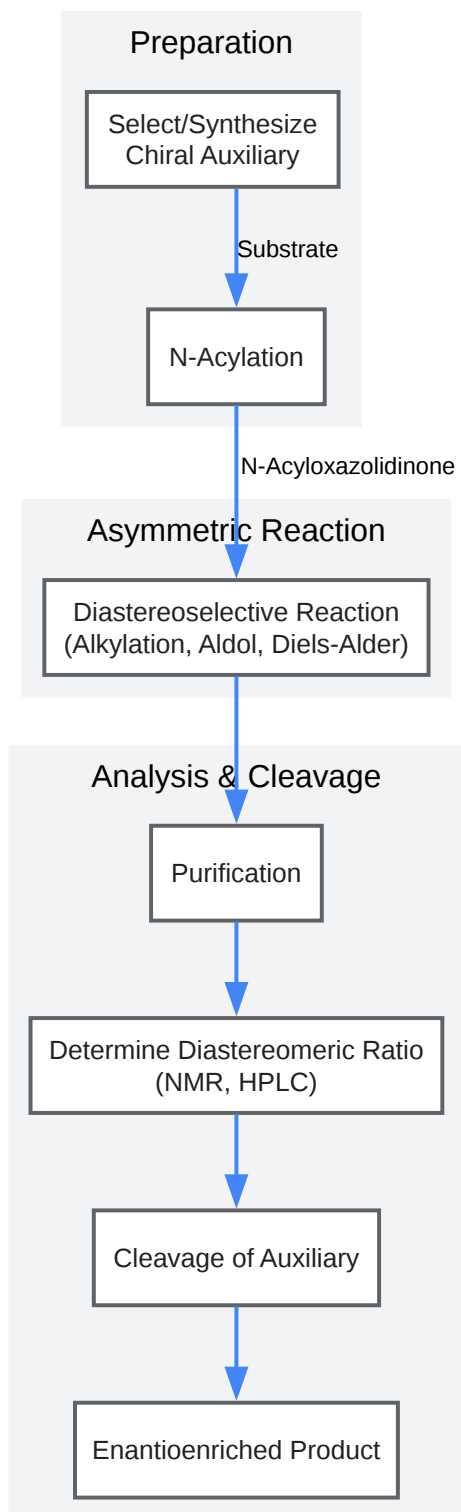 Preparation
Select/Synthesize
Chiral Auxiliary
Substrate
N-Acylation
N-Acyloxazolidinone
Asymmetric Reaction
Diastereoselective Reaction
(Alkylation, Aldol, Diels-Alder)
Analysis & Cleavage
Purification
Determine Diastereomeric Ratio
(NMR, HPLC)
Cleavage of Auxiliary
Enantioenriched Product